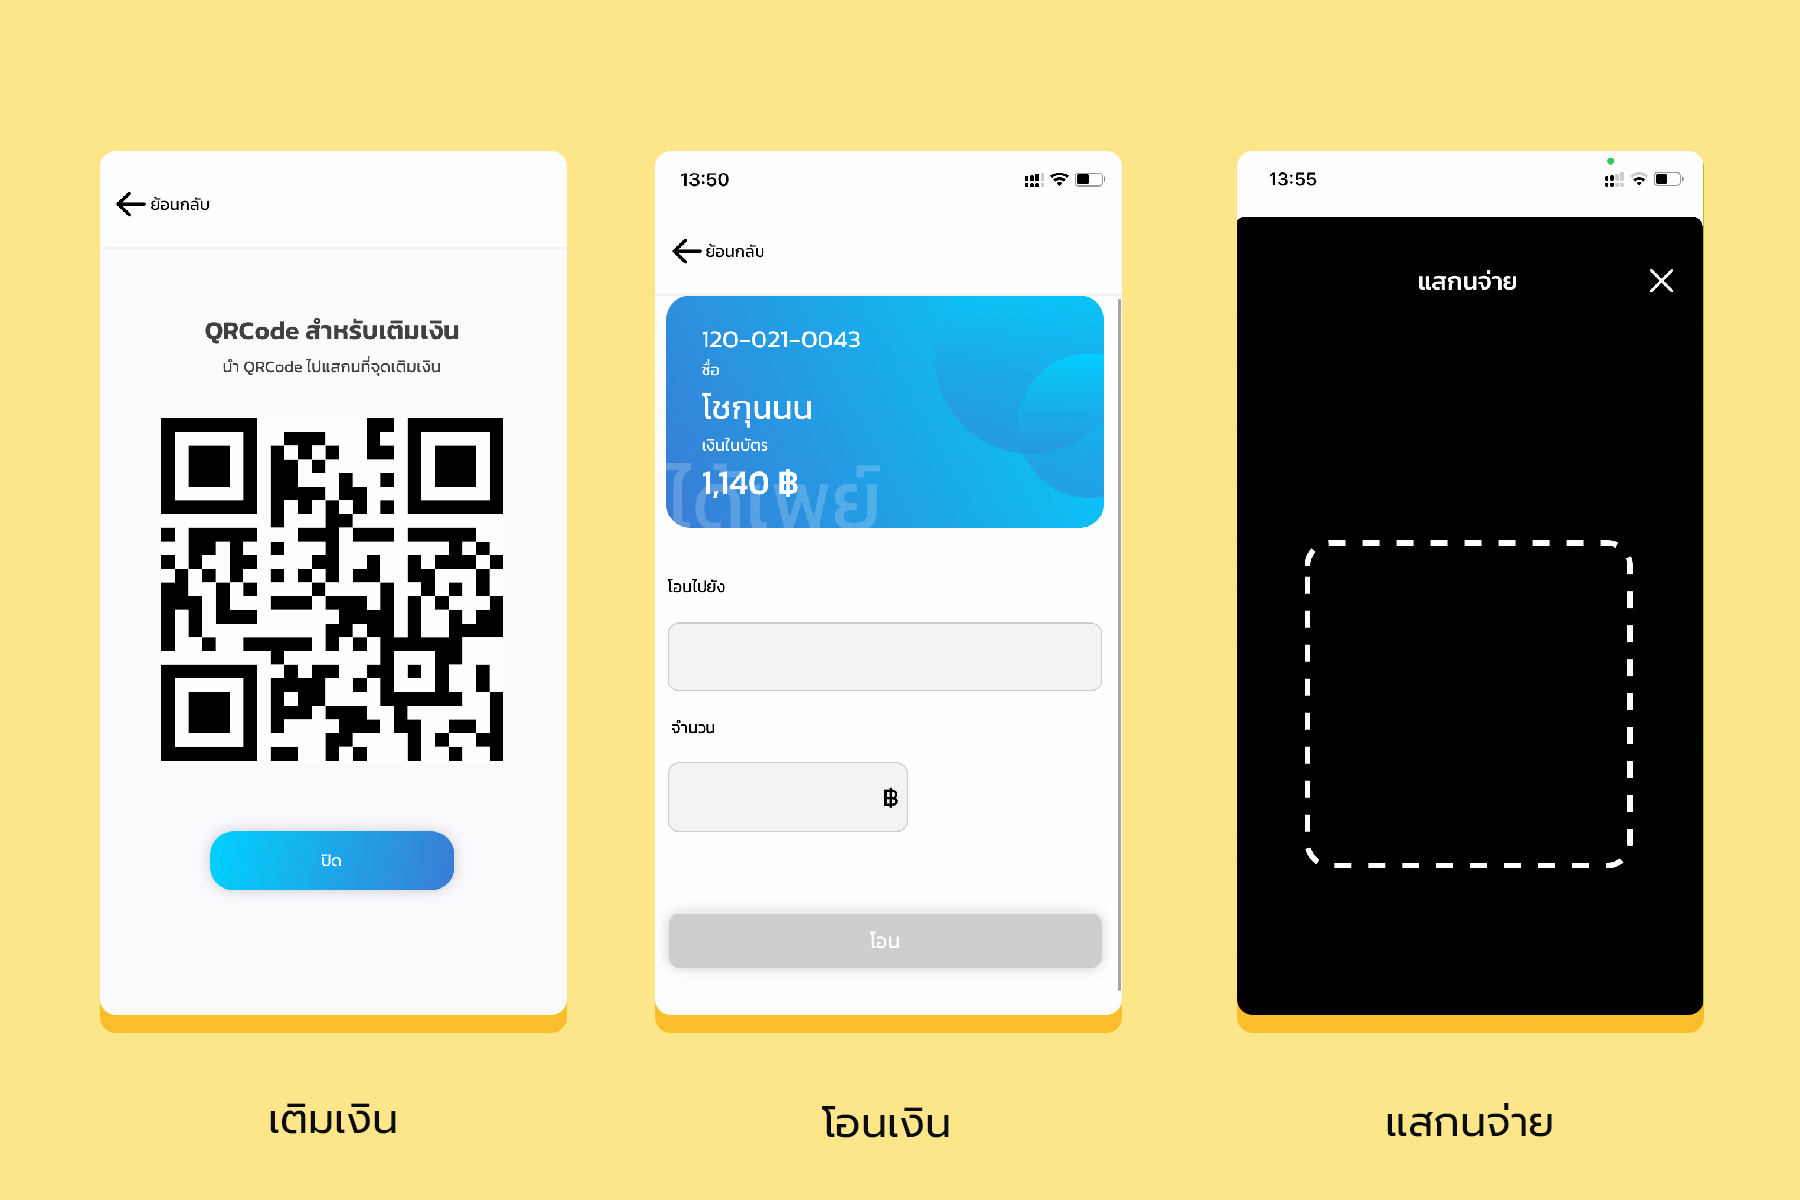 ย้อนกลับ
QRCode สำหรับเติมเงิน
นำ QRCode ไปแสกนที่จุดเติมเงิน
ปิด
เติมเงิน
13:50
ย้อนกลับ
120-021-0043
ชื่อ
โชกุนนน
เงินในบัตร
1,140 ฿
โอนไปยัง
จำนวน
฿
โอน
โอนเงิน
13:55
แสกนจ่าย
แสกนจ่าย